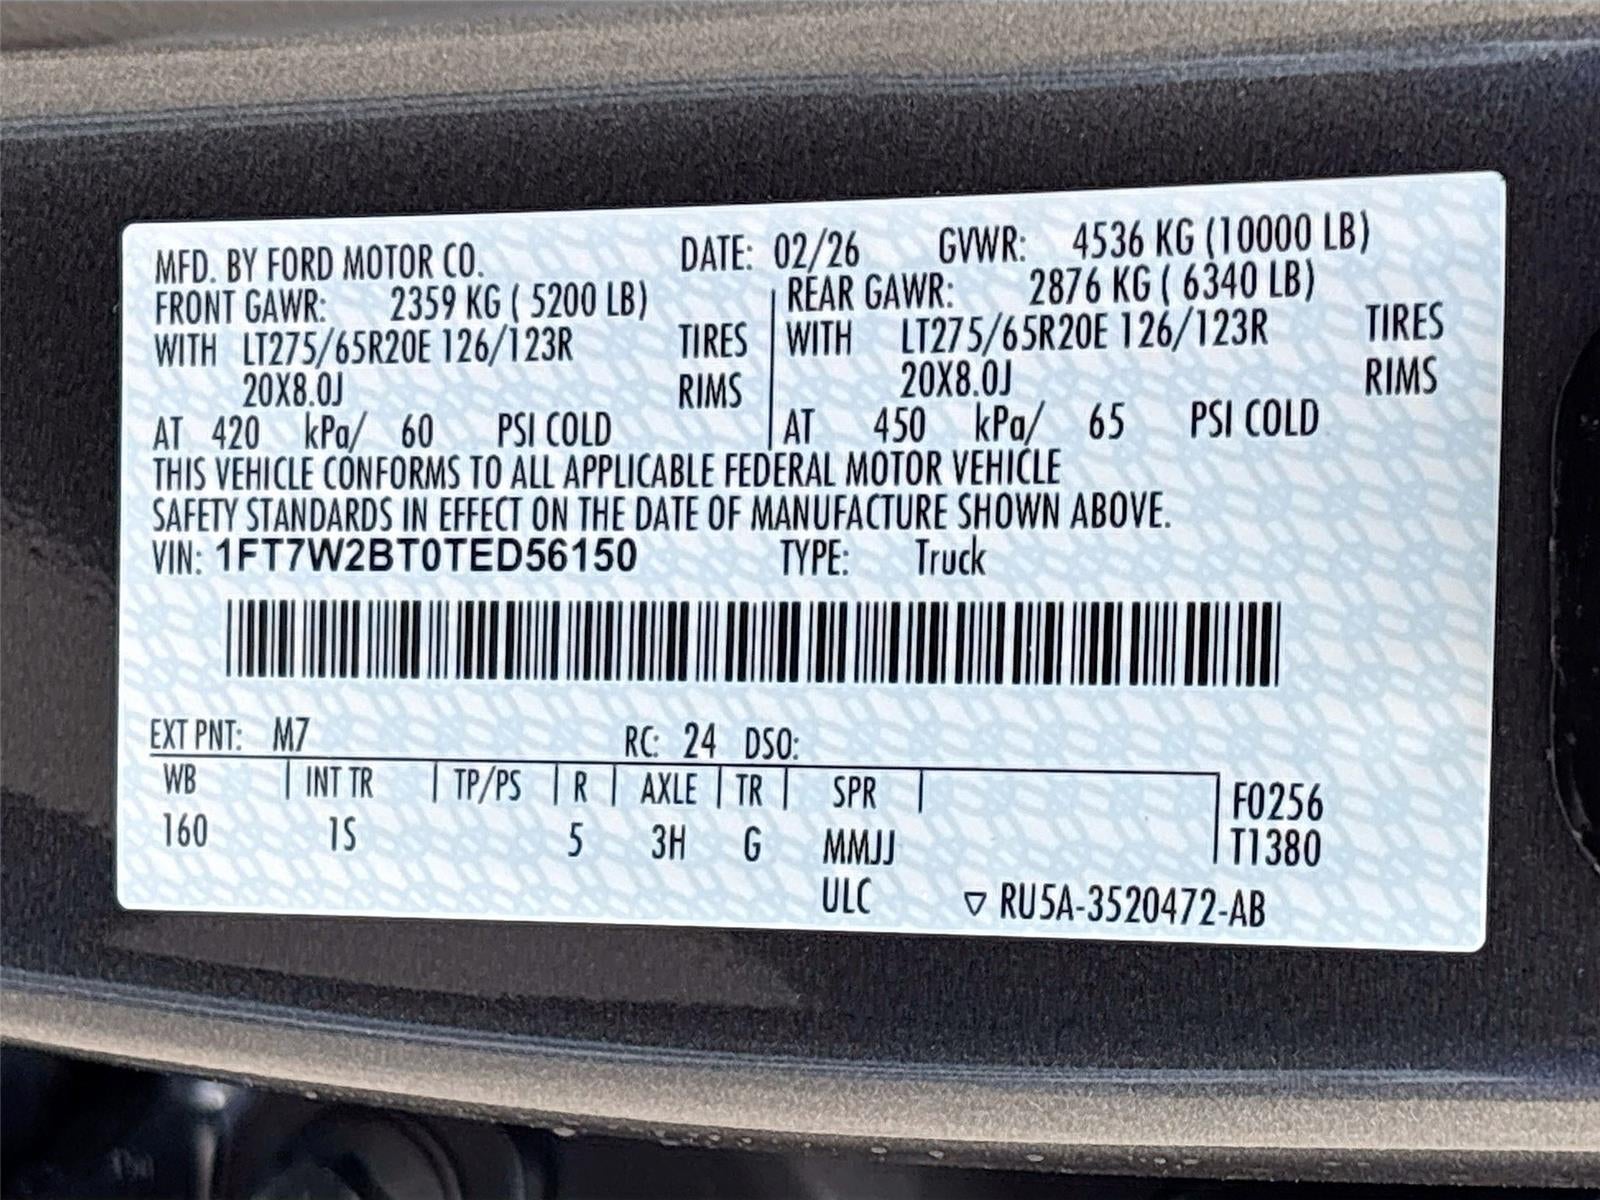 MFD. BY FORD MOTOR CO. DATE: 02/26 GVWR: 4536 KG (10000 LB)
FRONT GAWR: 2359 KG ( 5200 LB) REAR GAWR: 2876 KG ( 6340 LB)
WITH LT275/65R20E 126/123R TIRES WITH LT275/65R20E 126/123R TIRES
20X8.0J RIMS 20X8.0J RIMS
AT 420 kPa/ 60 PSI COLD AT 450 kPa/ 65 PSI COLD
THIS VEHICLE CONFORMS TO ALL APPLICABLE FEDERAL MOTOR VEHICLE
SAFETY STANDARDS IN EFFECT ON THE DATE OF MANUFACTURE SHOWN ABOVE.
VIN: 1FT7W2BT0TED56150 TYPE: Truck
EXT PNT: M7 RC: 24 DSO:
WB INT TR TP/PS R AXLE TR SPR F0256
160 1S 5 3H G MMJJ T1380
ULC ▽ RU5A-3520472-AB